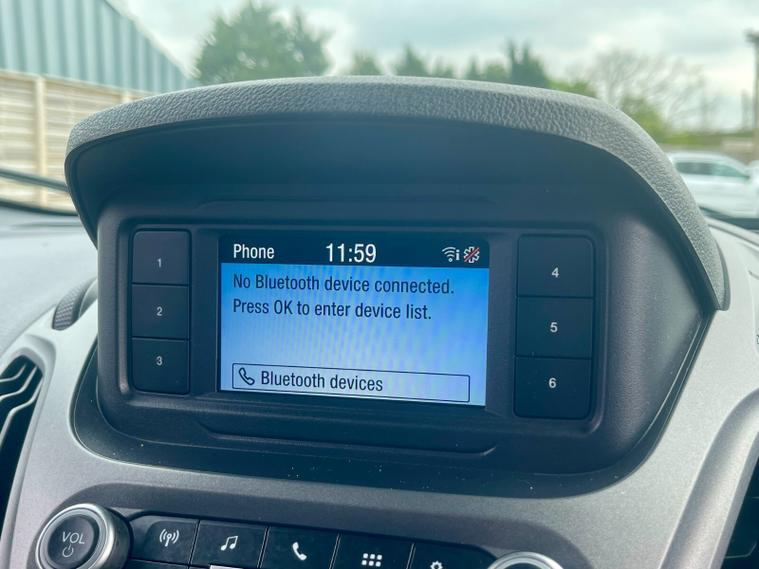 Phone 11:59
No Bluetooth device connected.
Press OK to enter device list.
Bluetooth devices
1
2
3
4
5
6
VOL